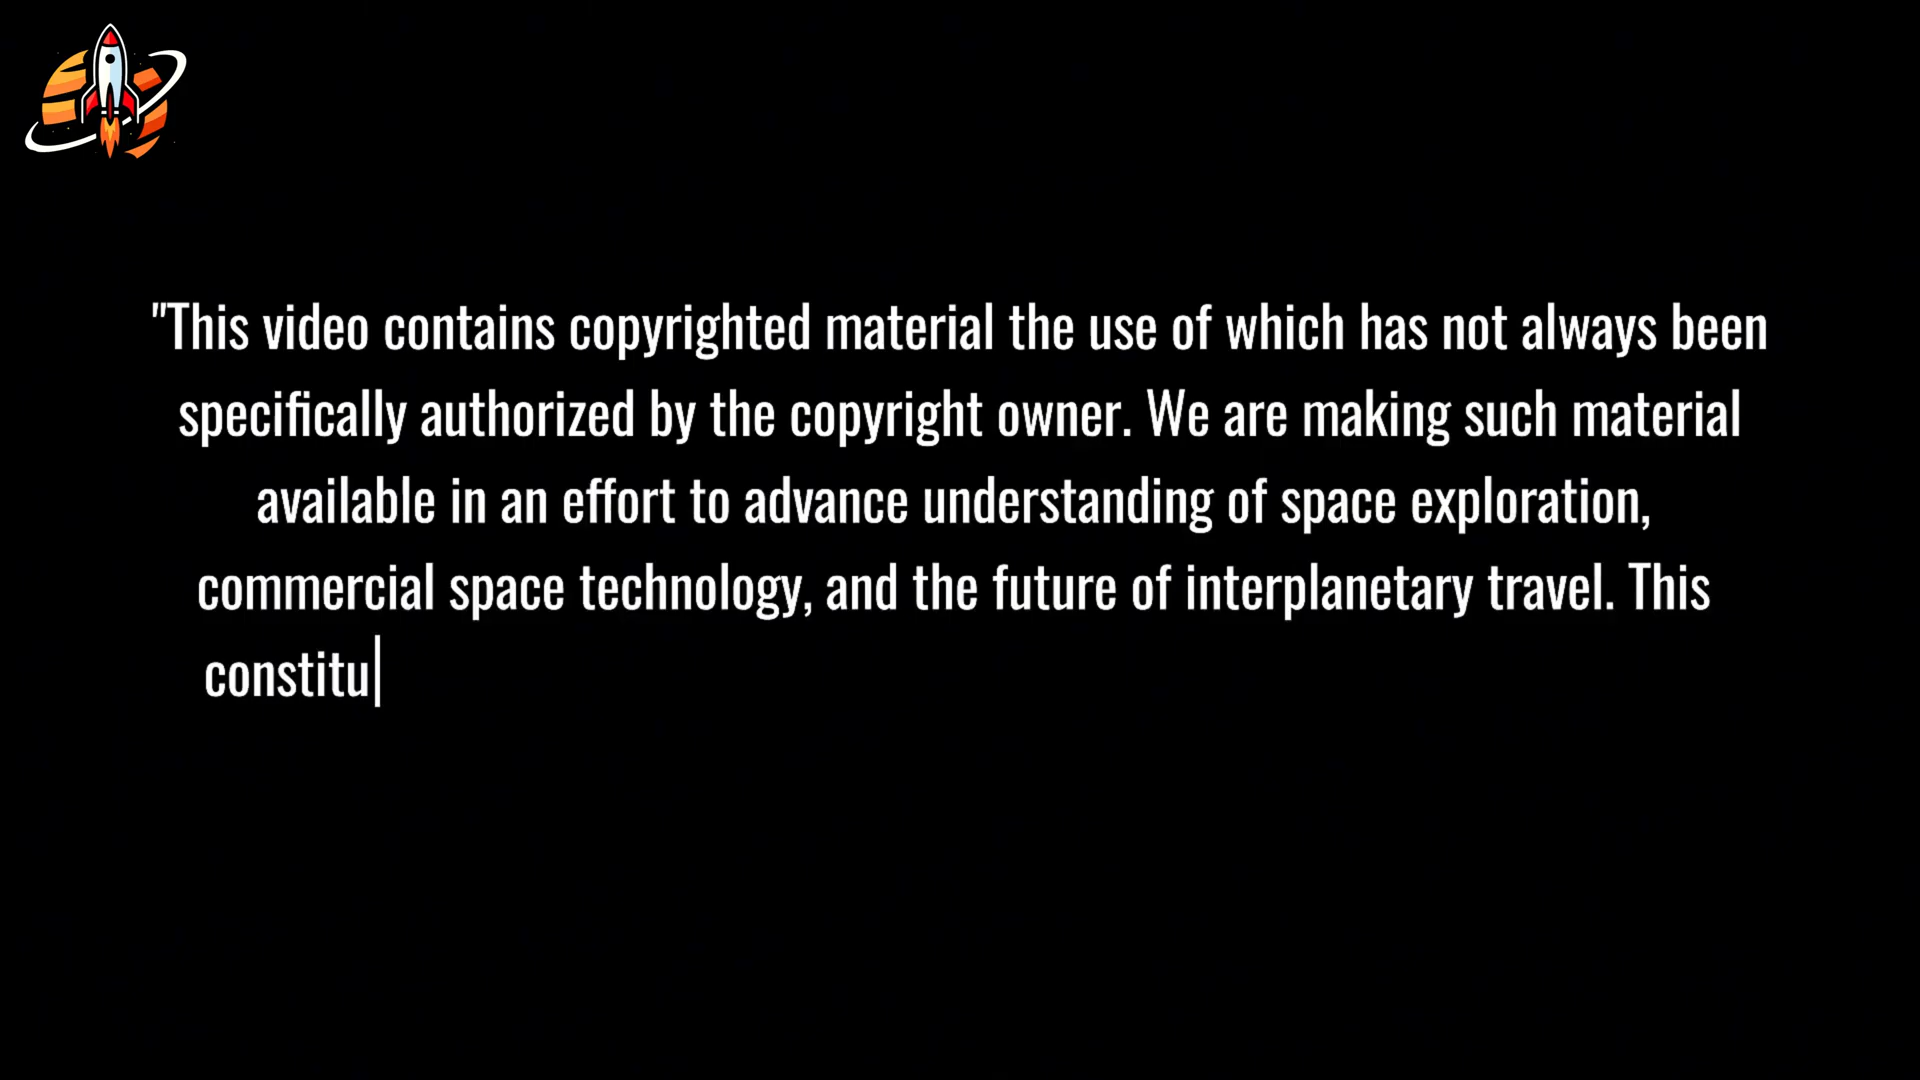 "This video contains copyrighted material the use of which has not always been
specifically authorized by the copyright owner. We are making such material
available in an effort to advance understanding of space exploration,
commercial space technology, and the future of interplanetary travel. This
constitu